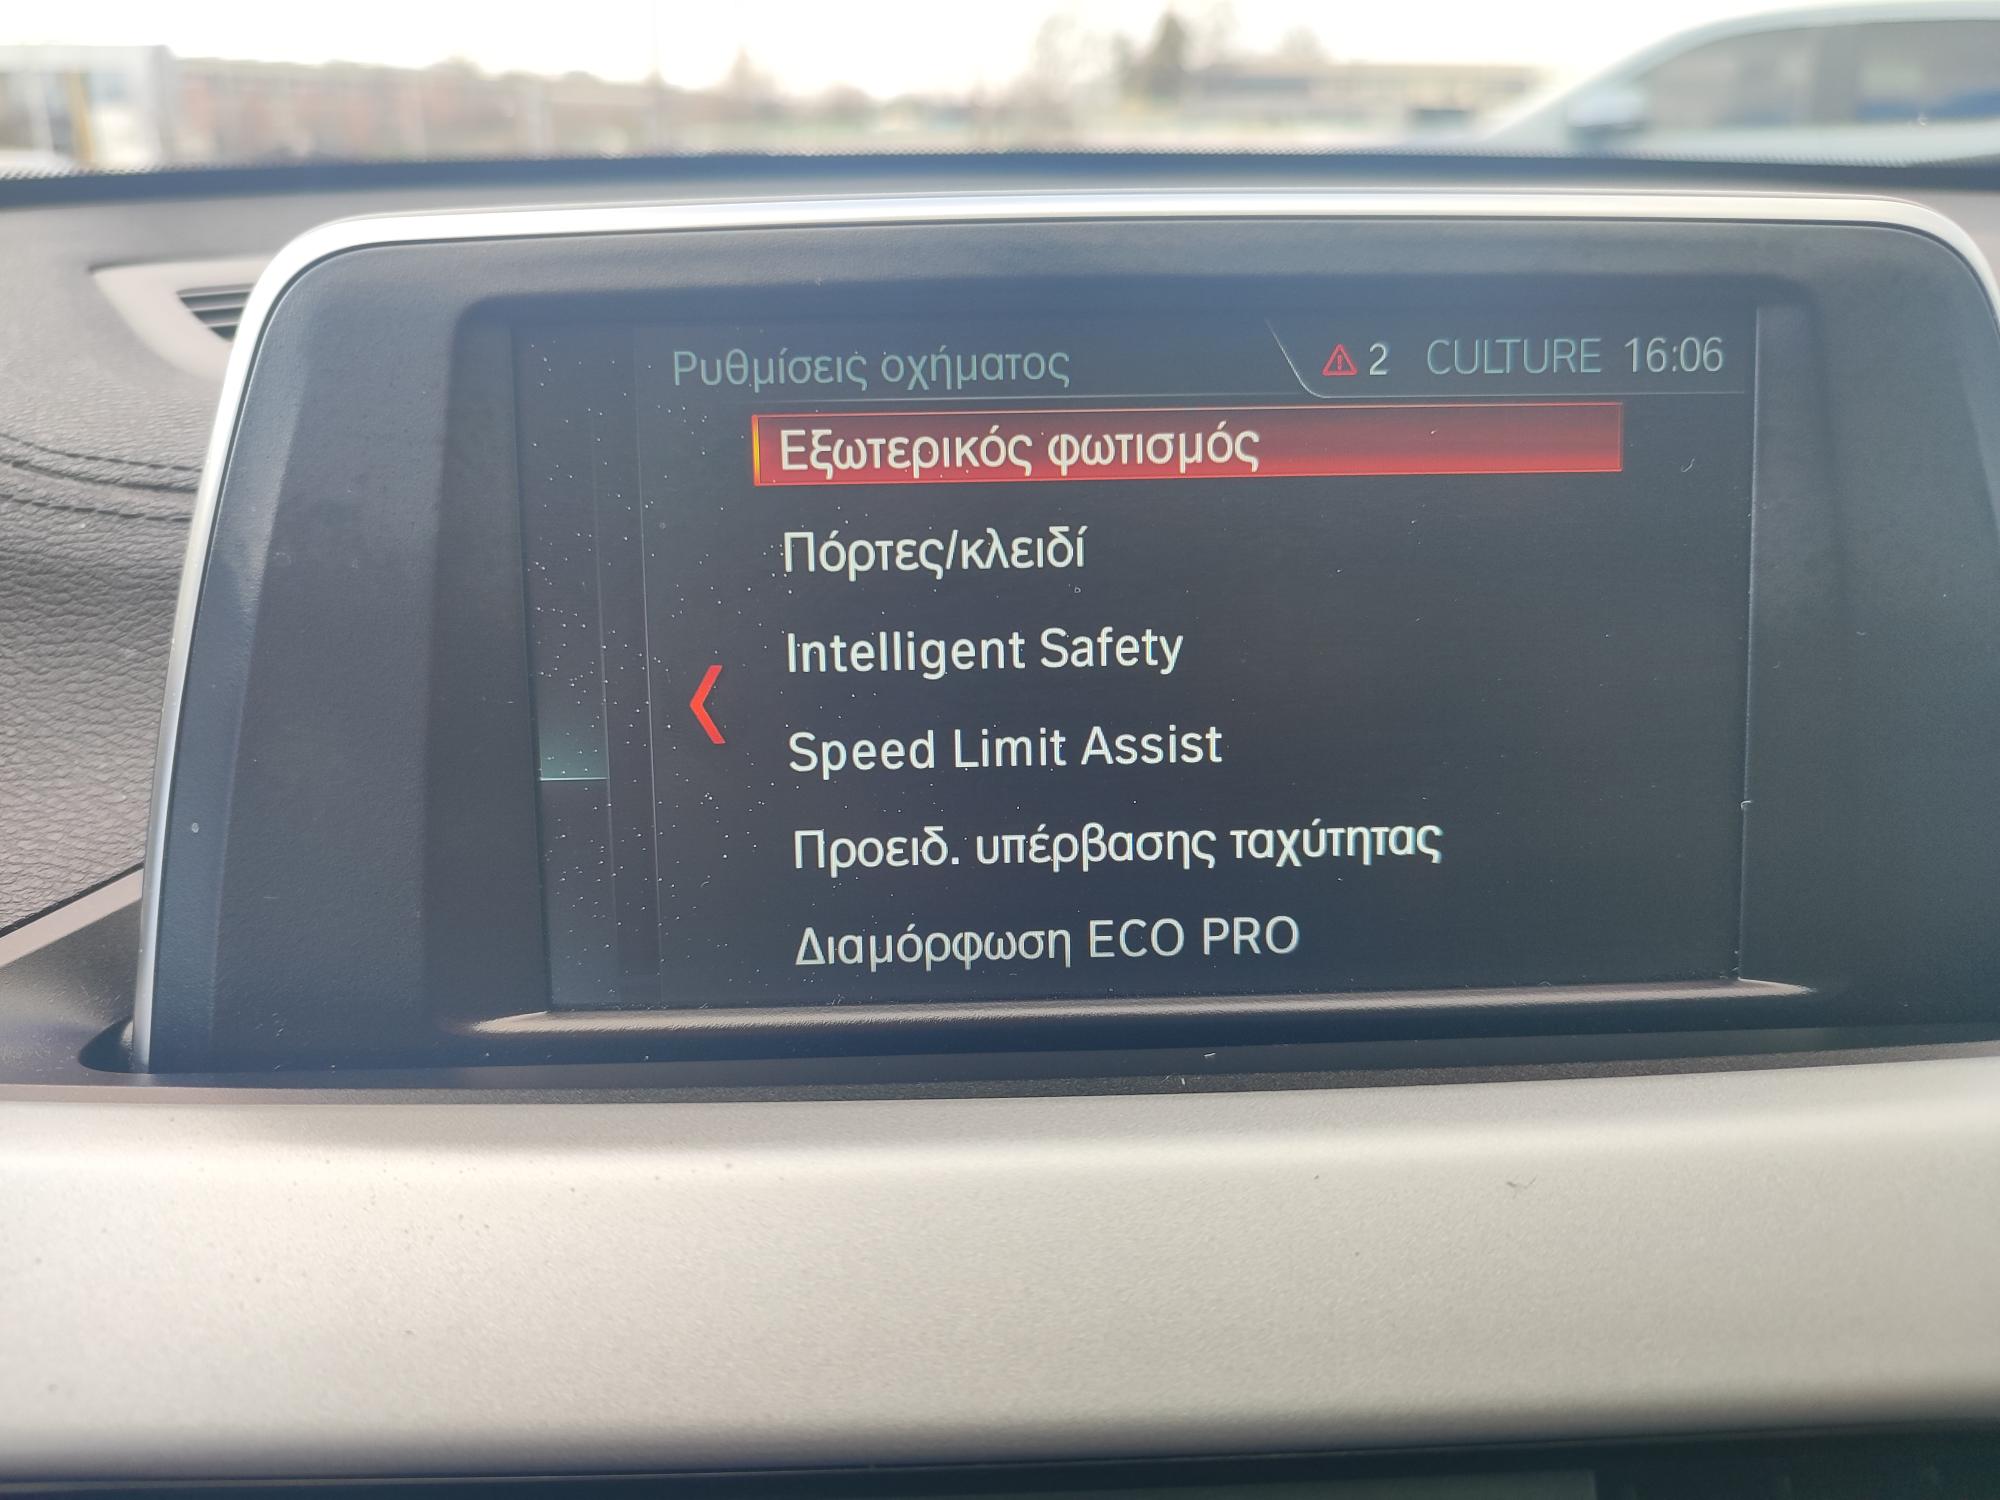 Ρυθμίσεις οχήματος 2 CULTURE 16:06
Εξωτερικός φωτισμός
Πόρτες/κλειδί
Intelligent Safety
Speed Limit Assist
Προειδ. υπέρβασης ταχύτητας
Διαμόρφωση ECO PRO